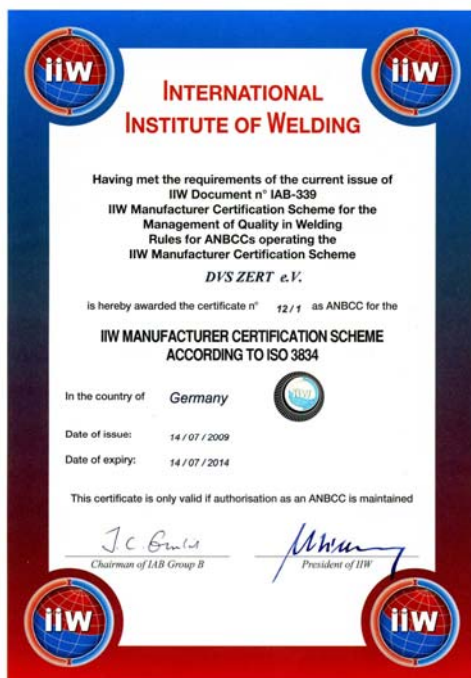 iiW
iiW
INTERNATIONAL
INSTITUTE OF WELDING
Having met the requirements of the current issue of
IIW Document n° IAB-339
IIW Manufacturer Certification Scheme for the
Management of Quality in Welding
Rules for ANBCCs operating the
IIW Manufacturer Certification Scheme
DVS ZERT e.V.
is hereby awarded the certificate n° 12/1 as ANBCC for the
IIW MANUFACTURER CERTIFICATION SCHEME
ACCORDING TO ISO 3834
In the country of Germany
Date of issue: 14 / 07 / 2009
Date of expiry: 14 / 07 / 2014
This certificate is only valid if authorisation as an ANBCC is maintained
Chairman of IAB Group B
President of IIW
iiW
iiW